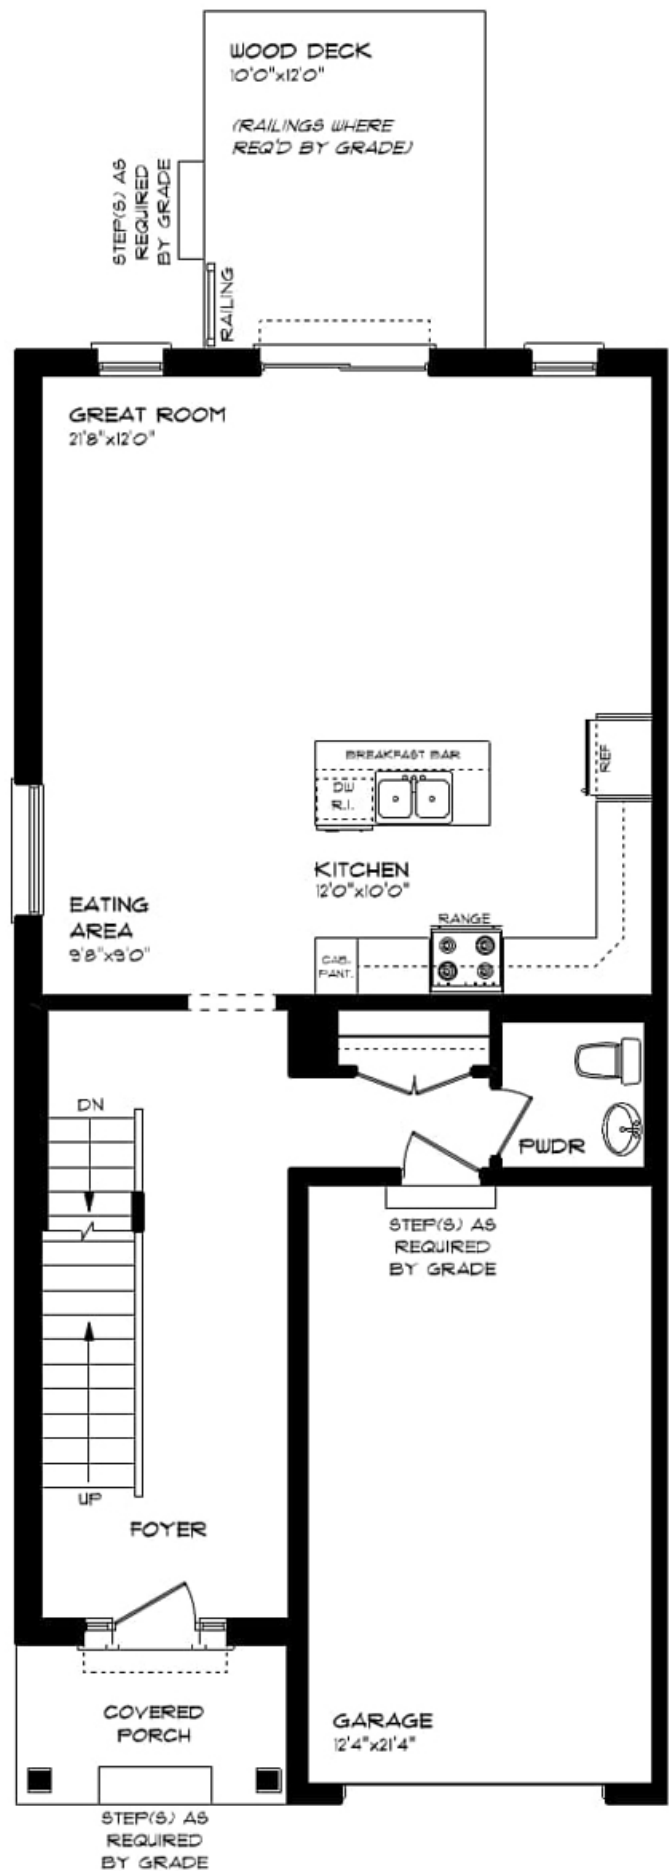 WOOD DECK
10'0"x12'0"
(RAILINGS WHERE
REQ'D BY GRADE)
STEP(S) AS
REQUIRED
BY GRADE
RAILING
GREAT ROOM
21'8"x12'0"
BREAKFAST BAR
REF
DW
R.I.
KITCHEN
12'0"x10'0"
EATING
AREA
9'8"x9'0"
RANGE
CAB.
PANT.
DN
PWDR
STEP(S) AS
REQUIRED
BY GRADE
UP
FOYER
COVERED
PORCH
GARAGE
12'4"x21'4"
STEP(S) AS
REQUIRED
BY GRADE